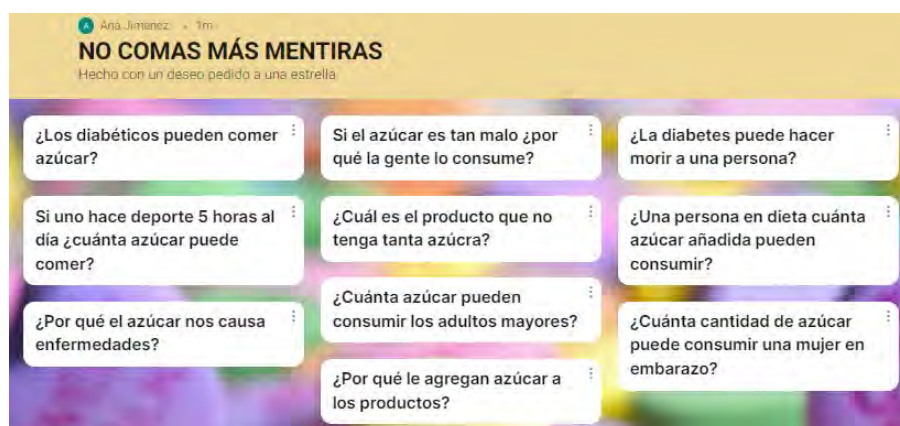 Ana Jimenez • 1m
NO COMAS MÁS MENTIRAS
Hecho con un deseo pedido a una estrella
¿Los diabéticos pueden comer
azúcar?
Si uno hace deporte 5 horas al
día ¿cuánta azúcar puede
comer?
¿Por qué el azúcar nos causa
enfermedades?
Si el azúcar es tan malo ¿por
qué la gente lo consume?
¿Cuál es el producto que no
tenga tanta azúcra?
¿Cuánta azúcar pueden
consumir los adultos mayores?
¿Por qué le agregan azúcar a
los productos?
¿La diabetes puede hacer
morir a una persona?
¿Una persona en dieta cuánta
azúcar añadida pueden
consumir?
¿Cuánta cantidad de azúcar
puede consumir una mujer en
embarazo?